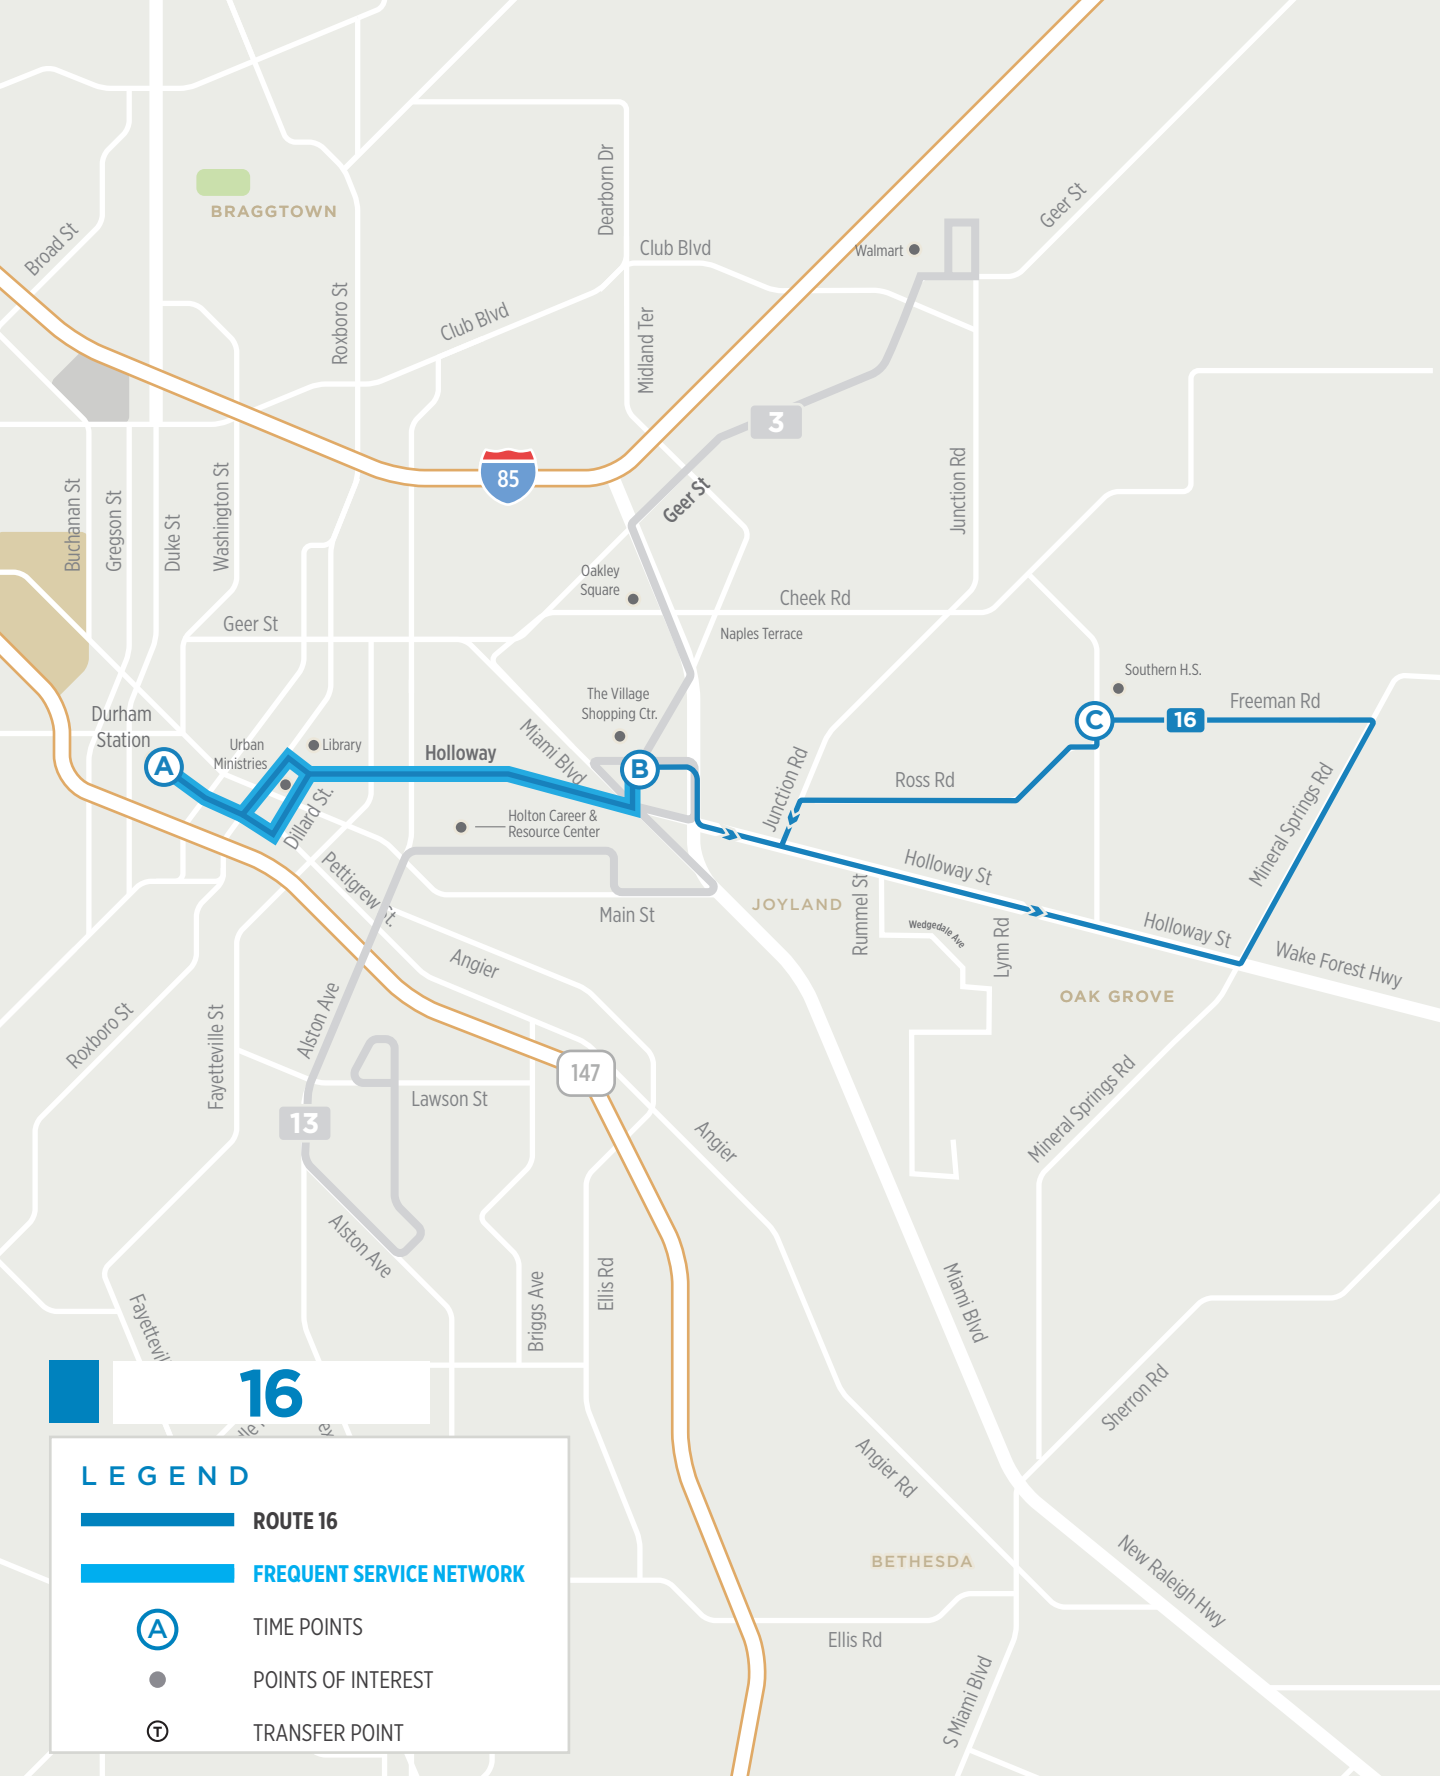 BRAGGTOWN
Broad St
Dearborn Dr
Club Blvd
Geer St
Walmart
Roxboro St
Club Blvd
Midland Ter
3
85
Geer St
Junction Rd
Buchanan St
Gregson St
Duke St
Washington St
Oakley
Square
Cheek Rd
Geer St
Naples Terrace
Southern H.S.
The Village
Shopping Ctr.
Freeman Rd
C
16
Durham
Station
A
Urban
Ministries
Library
Holloway
Miami Blvd
B
Ross Rd
Junction Rd
Mineral Springs Rd
Dillard St.
Holton Career &
Resource Center
Pettigrew St.
Holloway St
Main St
JOYLAND
Rummel St
Wedgedale Ave
Lynn Rd
Holloway St
Wake Forest Hwy
Angier
OAK GROVE
Roxboro St
Fayetteville St
Alston Ave
147
Lawson St
13
Angier
Mineral Springs Rd
Alston Ave
Briggs Ave
Ellis Rd
Miami Blvd
Fayettevil
16
Sherron Rd
Angier Rd
BETHESDA
New Raleigh Hwy
Ellis Rd
S Miami Blvd
LEGEND
ROUTE 16
FREQUENT SERVICE NETWORK
A
TIME POINTS
POINTS OF INTEREST
T
TRANSFER POINT